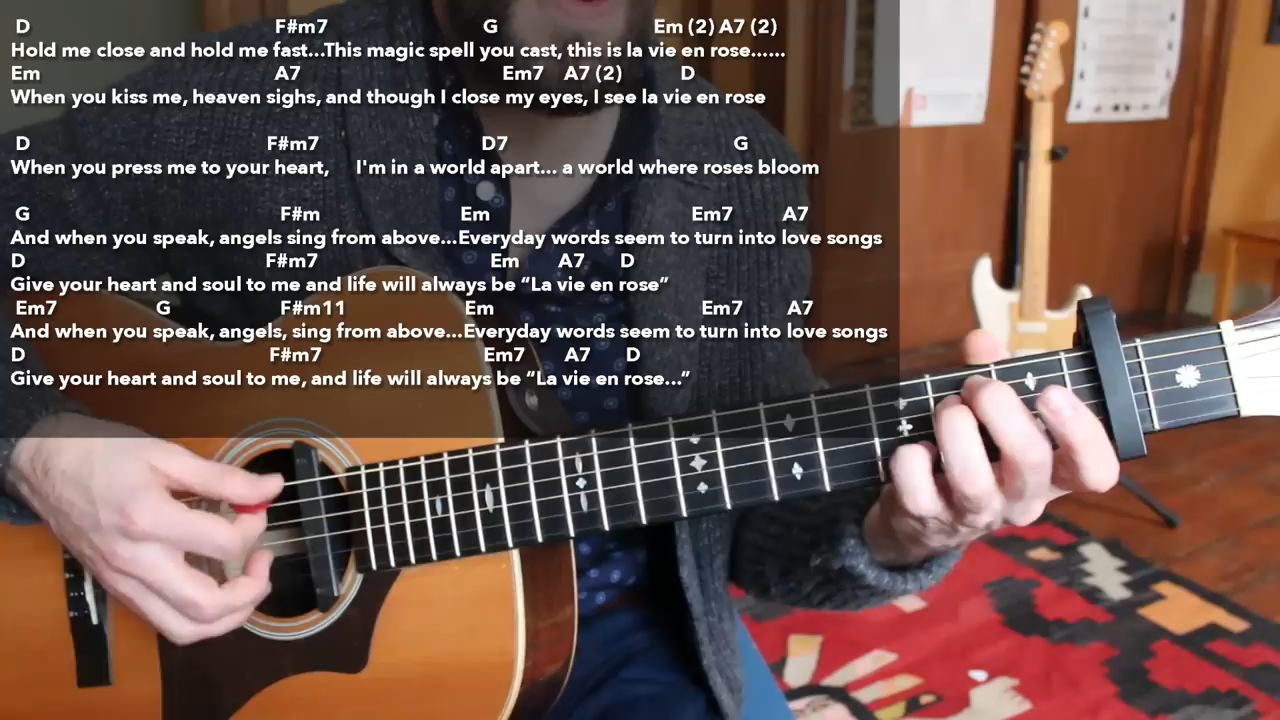 D F#m7 G Em (2) A7 (2)
Hold me close and hold me fast...This magic spell you cast, this is la vie en rose......
Em A7 Em7 A7 (2) D
When you kiss me, heaven sighs, and though I close my eyes, I see la vie en rose
D F#m7 D7 G
When you press me to your heart, I'm in a world apart... a world where roses bloom
G F#m Em Em7 A7
And when you speak, angels sing from above...Everyday words seem to turn into love songs
D F#m7 Em A7 D
Give your heart and soul to me and life will always be “La vie en rose”
Em7 G F#m11 Em Em7 A7
And when you speak, angels, sing from above...Everyday words seem to turn into love songs
D F#m7 Em7 A7 D
Give your heart and soul to me, and life will always be “La vie en rose...”